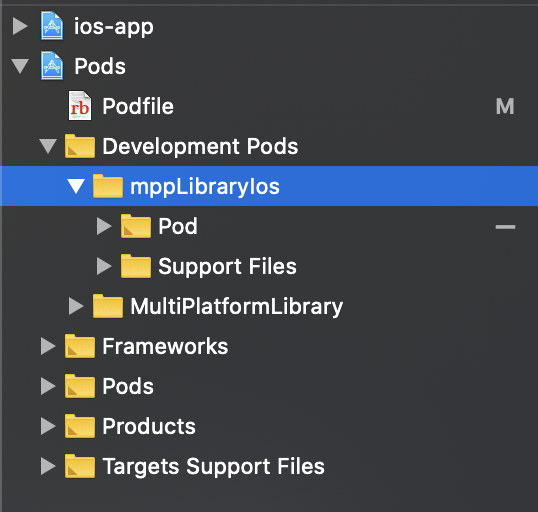 ios-app
Pods
rb Podfile M
Development Pods
mppLibraryIos
Pod
Support Files
MultiPlatformLibrary
Frameworks
Pods
Products
Targets Support Files